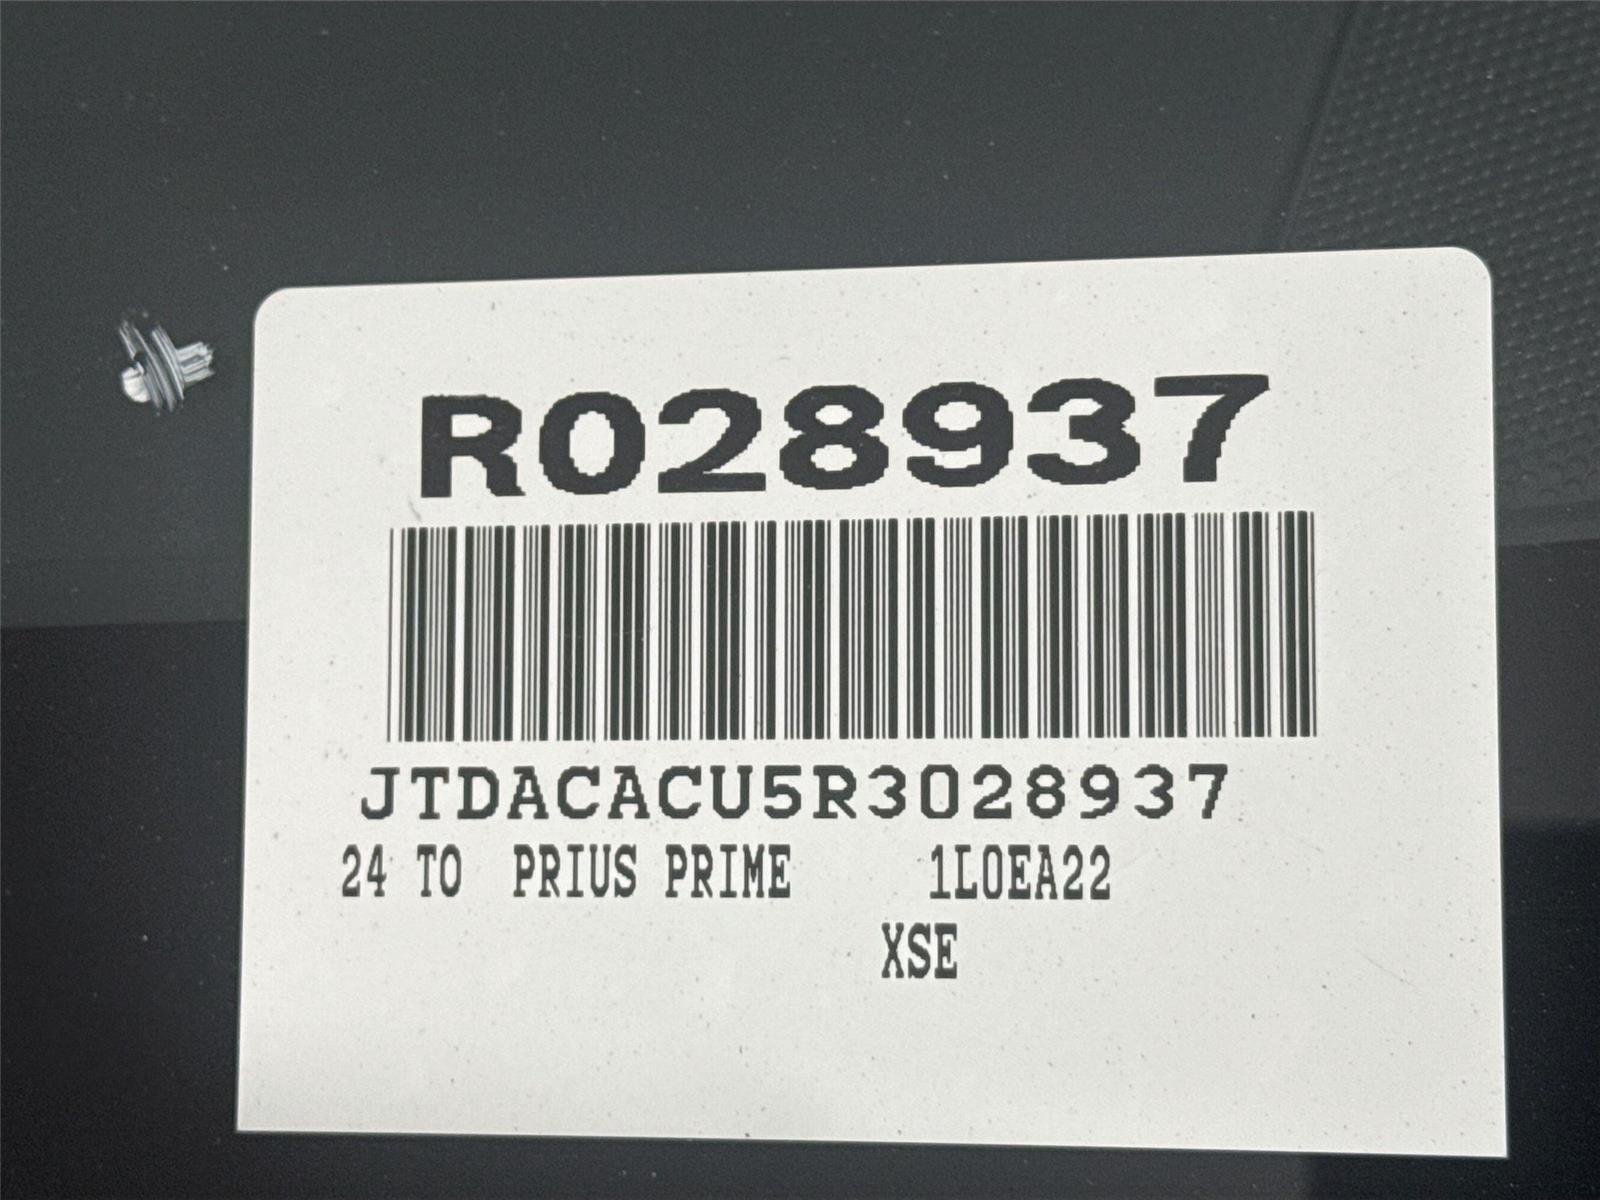 R028937
JTDACACU5R3028937
24 TO PRIUS PRIME 1L0EA22
XSE